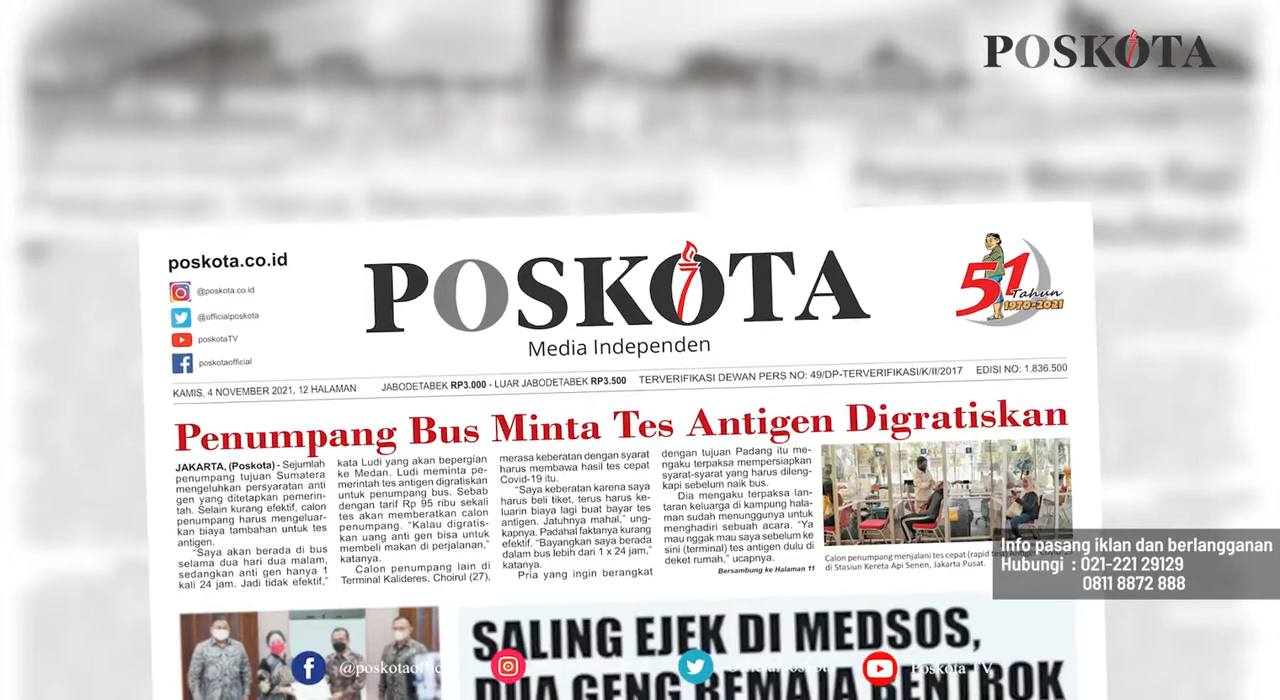 POSKOTA
poskota.co.id
@poskota.co.id
@officialposkota
poskotaTV
poskotaofficial
POSKOTA
Media Independen
51
Tahun
1970-2021
KAMIS, 4 NOVEMBER 2021, 12 HALAMAN
JABODETABEK RP3.000 - LUAR JABODETABEK RP3.500
TERVERIFIKASI DEWAN PERS NO: 49/DP-TERVERIFIKASI/K/II/2017
EDISI NO: 1.836.500
Penumpang Bus Minta Tes Antigen Digratiskan
JAKARTA, (Poskota) - Sejumlah
penumpang tujuan Sumatera
mengeluhkan persyaratan anti
gen yang ditetapkan pemerin-
tah. Selain kurang efektif, calon
penumpang harus mengeluar-
kan biaya tambahan untuk tes
antigen.
"Saya akan berada di bus
selama dua hari dua malam,
sedangkan anti gen hanya 1
kali 24 jam. Jadi tidak efektif,"
kata Ludi yang akan bepergian
ke Medan. Ludi meminta pe-
merintah tes antigen digratiskan
untuk penumpang bus. Sebab
dengan tarif Rp 95 ribu sekali
tes akan memberatkan calon
penumpang. "Kalau digratis-
kan uang anti gen bisa untuk
membeli makan di perjalanan,"
katanya.
Calon penumpang lain di
Terminal Kalideres, Choirul (27),
merasa keberatan dengan syarat
harus membawa hasil tes cepat
Covid-19 itu.
"Saya keberatan karena saya
harus beli tiket, terus harus ke-
luarin biaya lagi buat bayar tes
antigen. Jatuhnya mahal," ung-
kapnya. Padahal faktanya kurang
efektif. "Bayangkan saya berada
dalam bus lebih dari 1 x 24 jam,"
katanya.
Pria yang ingin berangkat
dengan tujuan Padang itu me-
ngaku terpaksa mempersiapkan
syarat-syarat yang harus dileng-
kapi sebelum naik bus.
Dia mengaku terpaksa lan-
taran keluarga di kampung hala-
man sudah menunggunya untuk
menghadiri sebuah acara. "Ya
mau nggak mau saya sebelum ke
sini (terminal) tes antigen dulu di
deket rumah," ucapnya.
Bersambung ke Halaman 11
Calon penumpang menjalani tes cepat (rapid test) Antigen
di Stasiun Kereta Api Senen, Jakarta Pusat.
Info pasang iklan dan berlangganan
Hubungi : 021-221 29129
0811 8872 888
SALING EJEK DI MEDSOS,
DUA GENG REMAJA BENTROK
@poskotaoffic
Poskota TV